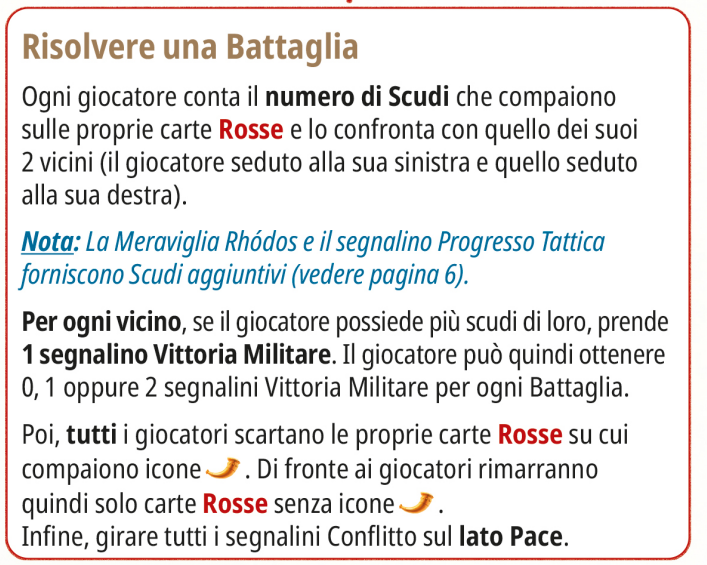 Risolvere una Battaglia
Ogni giocatore conta il numero di Scudi che compaiono
sulle proprie carte Rosse e lo confronta con quello dei suoi
2 vicini (il giocatore seduto alla sua sinistra e quello seduto
alla sua destra).
Nota: La Meraviglia Rhódos e il segnalino Progresso Tattica
forniscono Scudi aggiuntivi (vedere pagina 6).
Per ogni vicino, se il giocatore possiede più scudi di loro, prende
1 segnalino Vittoria Militare. Il giocatore può quindi ottenere
0, 1 oppure 2 segnalini Vittoria Militare per ogni Battaglia.
Poi, tutti i giocatori scartano le proprie carte Rosse su cui
compaiono icone . Di fronte ai giocatori rimarranno
quindi solo carte Rosse senza icone .
Infine, girare tutti i segnalini Conflitto sul lato Pace.